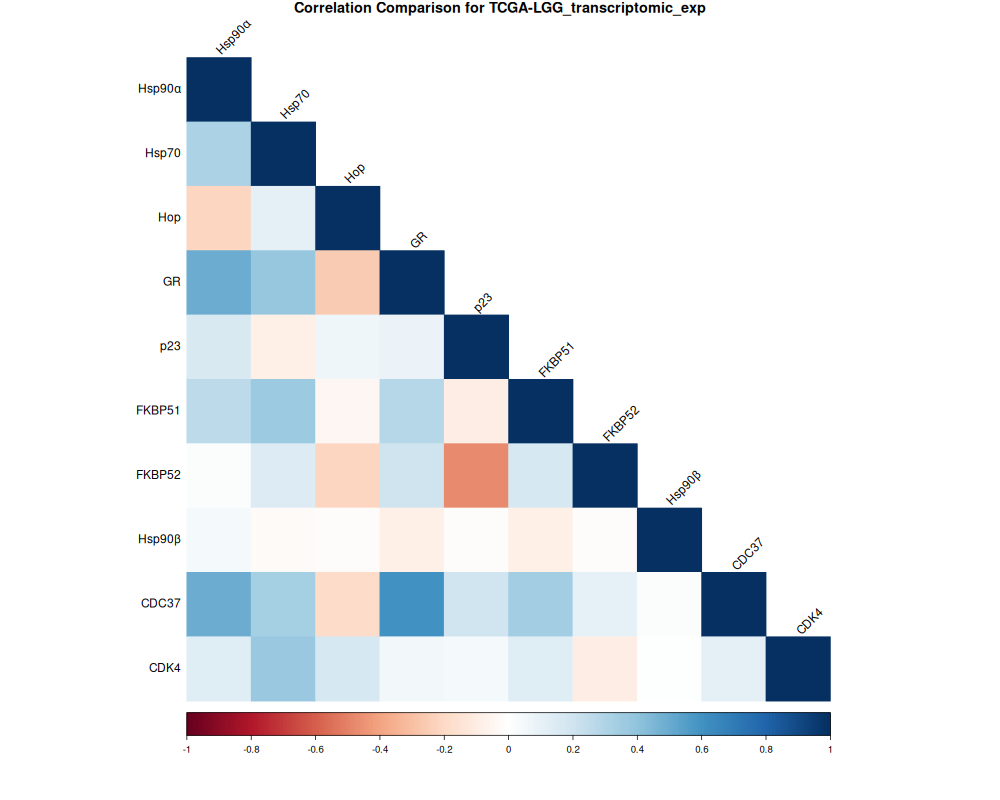 Correlation Comparison for TCGA-LGG_transcriptomic_exp
Hsp90α
Hsp90α
Hsp70
Hsp70
Hop
Hop
GR
GR
p23
p23
FKBP51
FKBP51
FKBP52
FKBP52
Hsp90β
Hsp90β
CDC37
CDC37
CDK4
CDK4
-1 -0.8 -0.6 -0.4 -0.2 0 0.2 0.4 0.6 0.8 1